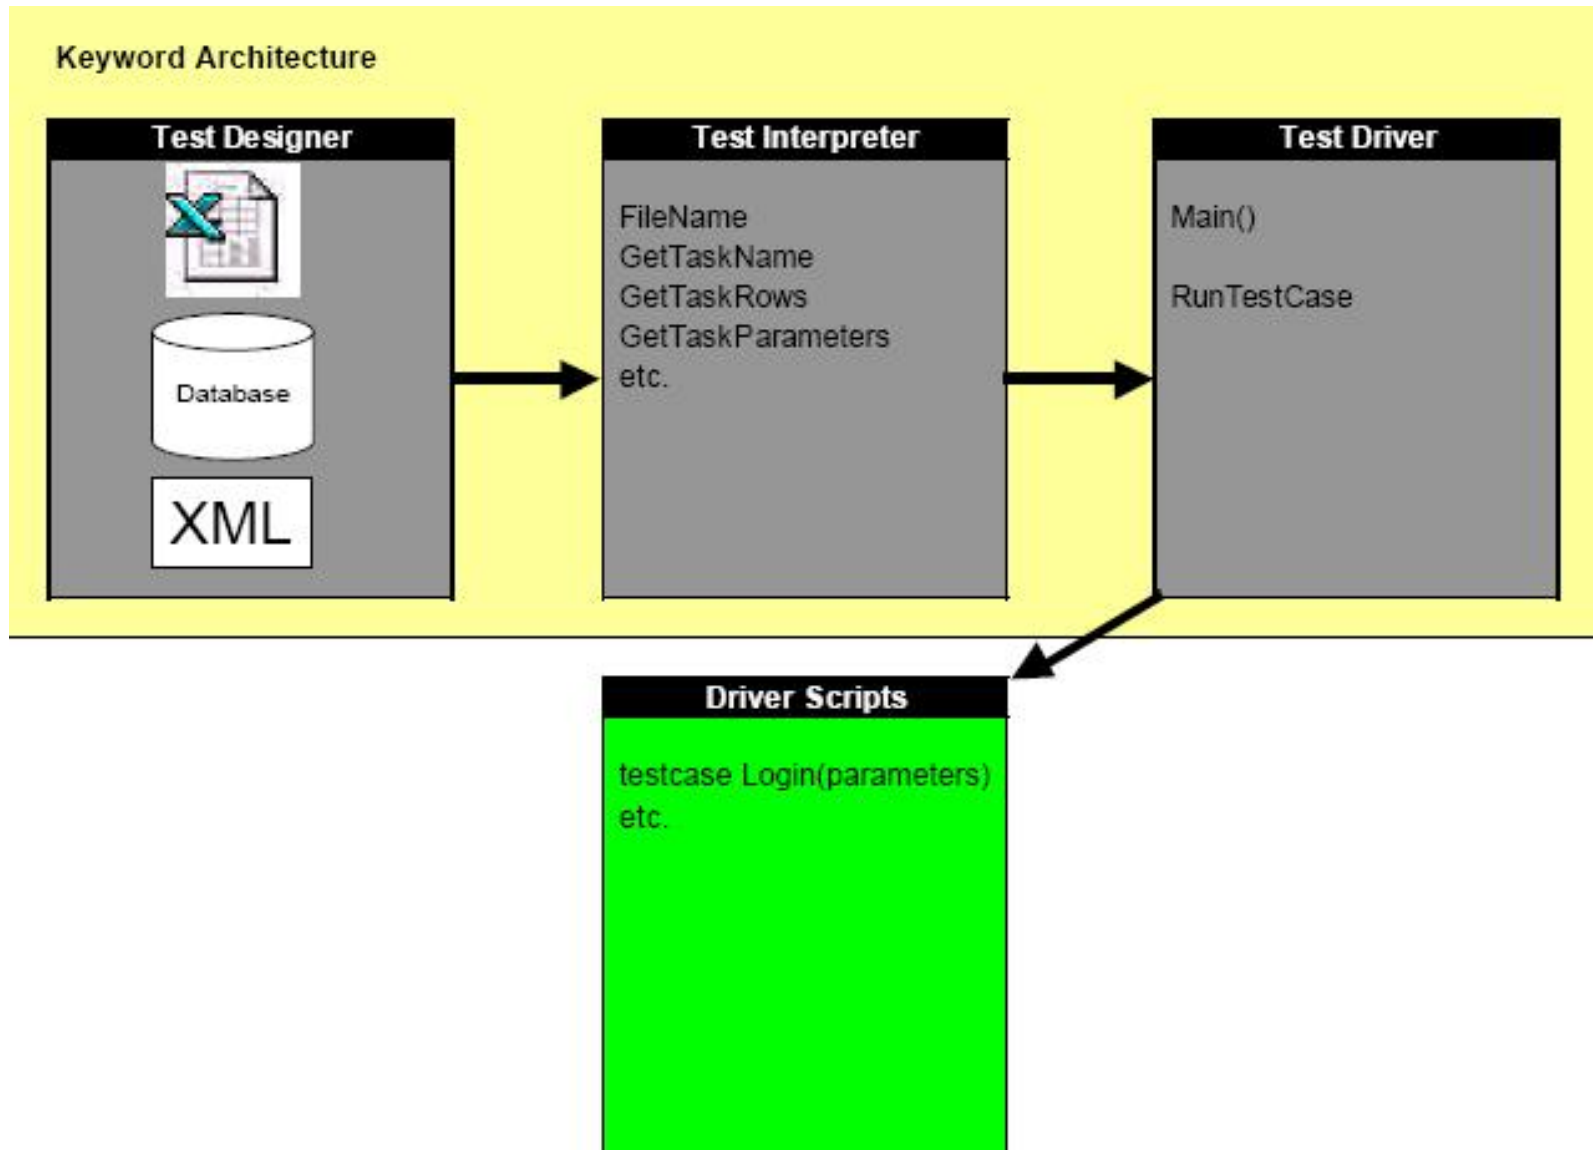 Keyword Architecture
Test Designer
Database
XML
Test Interpreter
FileName
GetTaskName
GetTaskRows
GetTaskParameters
etc.
Test Driver
Main()
RunTestCase
Driver Scripts
testcase Login(parameters)
etc.